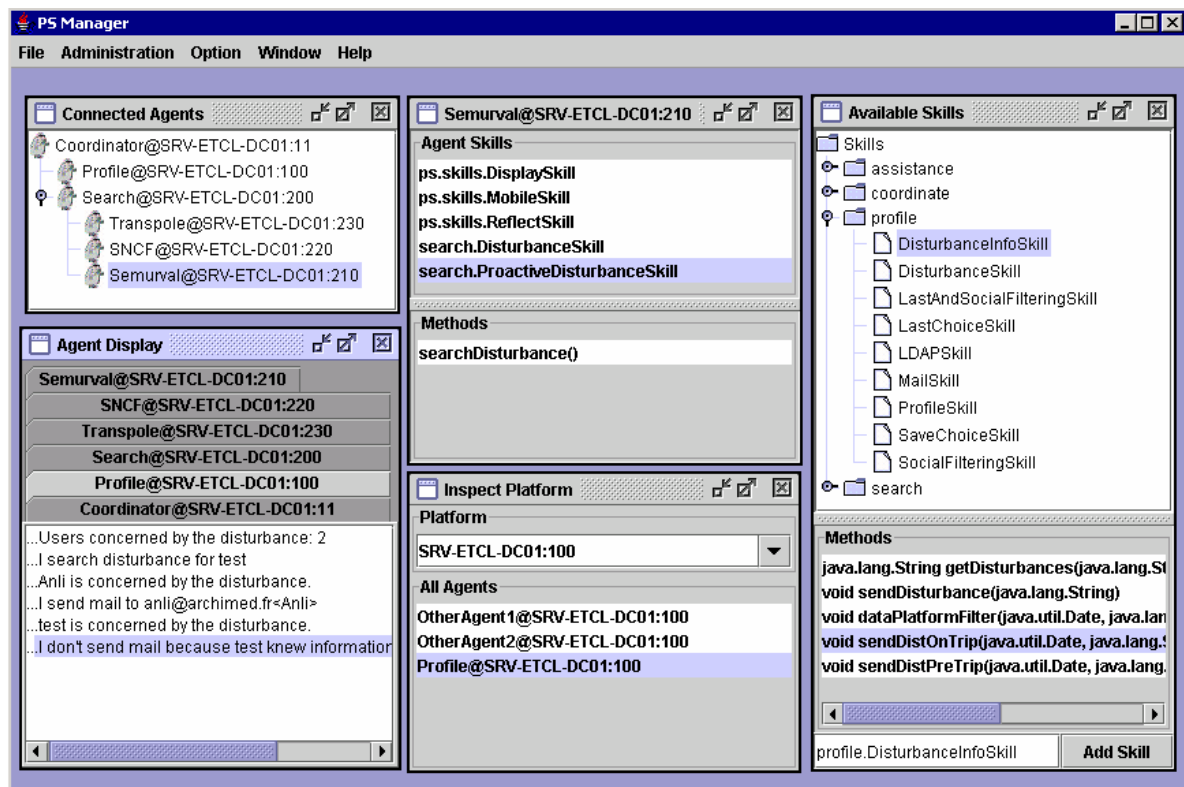 PS Manager
File Administration Option Window Help
Connected Agents
Coordinator@SRV-ETCL-DC01:11
Profile@SRV-ETCL-DC01:100
Search@SRV-ETCL-DC01:200
Transpole@SRV-ETCL-DC01:230
SNCF@SRV-ETCL-DC01:220
Semurval@SRV-ETCL-DC01:210
Agent Display
Semurval@SRV-ETCL-DC01:210
SNCF@SRV-ETCL-DC01:220
Transpole@SRV-ETCL-DC01:230
Search@SRV-ETCL-DC01:200
Profile@SRV-ETCL-DC01:100
Coordinator@SRV-ETCL-DC01:11
...Users concerned by the disturbance: 2
...I search disturbance for test
...Anli is concerned by the disturbance.
...I send mail to anli@archimed.fr<Anli>
...test is concerned by the disturbance.
...I don't send mail because test knew information
Semurval@SRV-ETCL-DC01:210
Agent Skills
ps.skills.DisplaySkill
ps.skills.MobileSkill
ps.skills.ReflectSkill
search.DisturbanceSkill
search.ProactiveDisturbanceSkill
Methods
searchDisturbance()
Inspect Platform
Platform
SRV-ETCL-DC01:100
All Agents
OtherAgent1@SRV-ETCL-DC01:100
OtherAgent2@SRV-ETCL-DC01:100
Profile@SRV-ETCL-DC01:100
Available Skills
Skills
assistance
coordinate
profile
DisturbanceInfoSkill
DisturbanceSkill
LastAndSocialFilteringSkill
LastChoiceSkill
LDAPSkill
MailSkill
ProfileSkill
SaveChoiceSkill
SocialFilteringSkill
search
Methods
java.lang.String getDisturbances(java.lang.St
void sendDisturbance(java.lang.String)
void dataPlatformFilter(java.util.Date, java.lan
void sendDistOnTrip(java.util.Date, java.lang.S
void sendDistPreTrip(java.util.Date, java.lang.
profile.DisturbanceInfoSkill
Add Skill